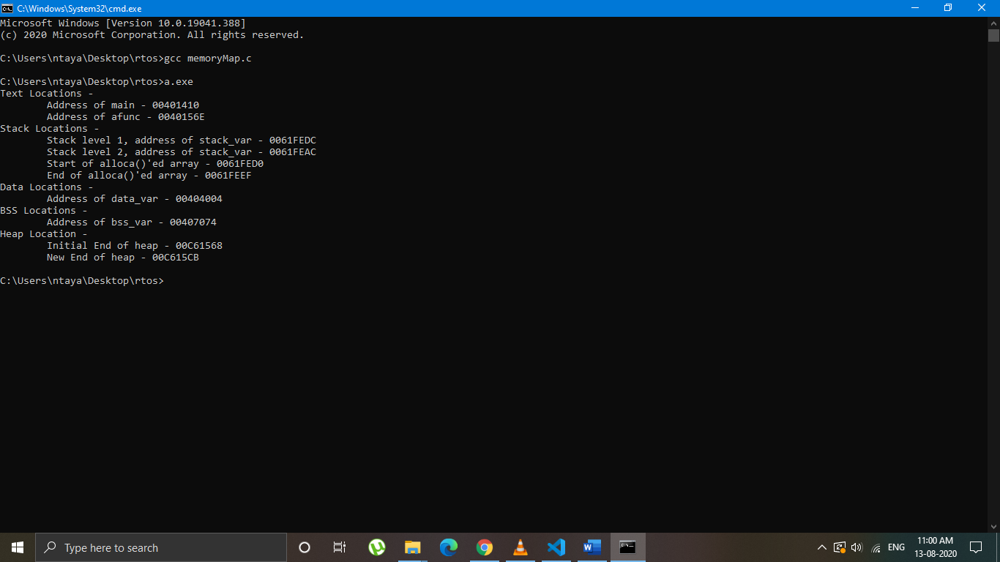 C:\Windows\System32\cmd.exe
Microsoft Windows [Version 10.0.19041.388]
(c) 2020 Microsoft Corporation. All rights reserved.
C:\Users\ntaya\Desktop\rtos>gcc memoryMap.c
C:\Users\ntaya\Desktop\rtos>a.exe
Text Locations -
Address of main - 00401410
Address of afunc - 0040156E
Stack Locations -
Stack level 1, address of stack_var - 0061FEDC
Stack level 2, address of stack_var - 0061FEAC
Start of alloca()'ed array - 0061FED0
End of alloca()'ed array - 0061FEEF
Data Locations -
Address of data_var - 00404004
BSS Locations -
Address of bss_var - 00407074
Heap Location -
Initial End of heap - 00C61568
New End of heap - 00C615CB
C:\Users\ntaya\Desktop\rtos>
Type here to search
ENG
11:00 AM
13-08-2020